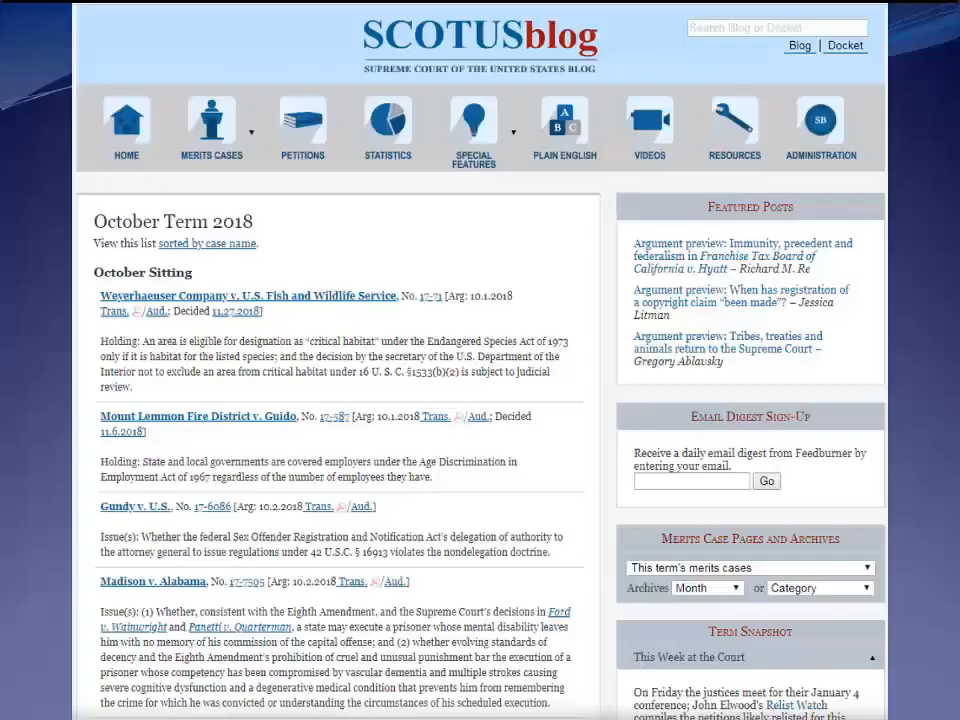 SCOTUSblog
SUPREME COURT OF THE UNITED STATES BLOG
Search Blog or Docket
Blog | Docket
HOME
MERITS CASES
PETITIONS
STATISTICS
SPECIAL
FEATURES
A
B C
PLAIN ENGLISH
VIDEOS
RESOURCES
SB
ADMINISTRATION
October Term 2018
View this list sorted by case name.
October Sitting
Weyerhaeuser Company v. U.S. Fish and Wildlife Service, No. 17-71 [Arg: 10.1.2018
Trans. /Aud.; Decided 11.27.2018]
Holding: An area is eligible for designation as “critical habitat” under the Endangered Species Act of 1973
only if it is habitat for the listed species; and the decision by the secretary of the U.S. Department of the
Interior not to exclude an area from critical habitat under 16 U. S. C. §1533(b)(2) is subject to judicial
review.
Mount Lemmon Fire District v. Guido, No. 17-587 [Arg: 10.1.2018 Trans. /Aud.; Decided
11.6.2018]
Holding: State and local governments are covered employers under the Age Discrimination in
Employment Act of 1967 regardless of the number of employees they have.
Gundy v. U.S., No. 17-6086 [Arg: 10.2.2018 Trans. /Aud.]
Issue(s): Whether the federal Sex Offender Registration and Notification Act’s delegation of authority to
the attorney general to issue regulations under 42 U.S.C. § 16913 violates the nondelegation doctrine.
Madison v. Alabama, No. 17-7505 [Arg: 10.2.2018 Trans. /Aud.]
Issue(s): (1) Whether, consistent with the Eighth Amendment, and the Supreme Court’s decisions in Ford
v. Wainwright and Panetti v. Quarterman, a state may execute a prisoner whose mental disability leaves
him with no memory of his commission of the capital offense; and (2) whether evolving standards of
decency and the Eighth Amendment’s prohibition of cruel and unusual punishment bar the execution of a
prisoner whose competency has been compromised by vascular dementia and multiple strokes causing
severe cognitive dysfunction and a degenerative medical condition that prevents him from remembering
the crime for which he was convicted or understanding the circumstances of his scheduled execution.
FEATURED POSTS
Argument preview: Immunity, precedent and
federalism in Franchise Tax Board of
California v. Hyatt – Richard M. Re
Argument preview: When has registration of
a copyright claim “been made”? – Jessica
Litman
Argument preview: Tribes, treaties and
animals return to the Supreme Court –
Gregory Ablavsky
EMAIL DIGEST SIGN-UP
Receive a daily email digest from Feedburner by
entering your email.
Go
MERITS CASE PAGES AND ARCHIVES
This term's merits cases
Archives Month or Category
TERM SNAPSHOT
This Week at the Court
On Friday the justices meet for their January 4
conference; John Elwood's Relist Watch
compiles the petitions likely relisted for this